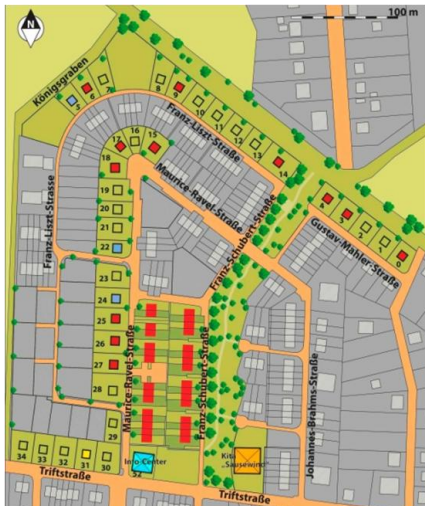 N
100 m
Königsgraben
5
6
7
8
9
10
11
12
13
14
15
16
17
18
19
20
21
22
23
24
25
26
27
28
29
30
31
32
33
34
Franz-Liszt-Straße
Maurice-Ravel-Straße
Franz-Liszt-Strasse
Franz-Schubert-Straße
Gustav-Mahler-Straße
4
3
2
1
0
Maurice-Ravel-Straße
Franz-Schubert-Straße
Johannes-Brahms-Straße
Info-Center
Kita
„Sausewind"
Triftstraße
Triftstraße